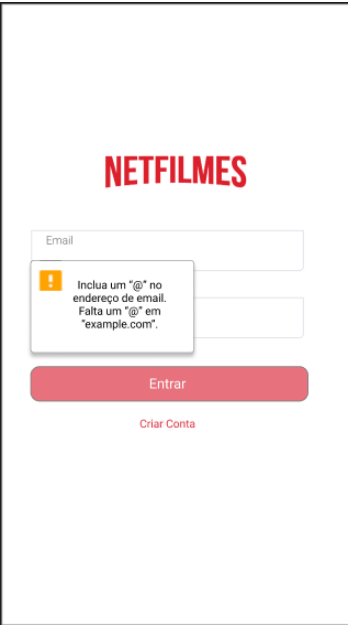 NETFILMES
Email
!
Inclua um "@" no
endereço de email.
Falta um "@" em
"example.com".
Entrar
Criar Conta